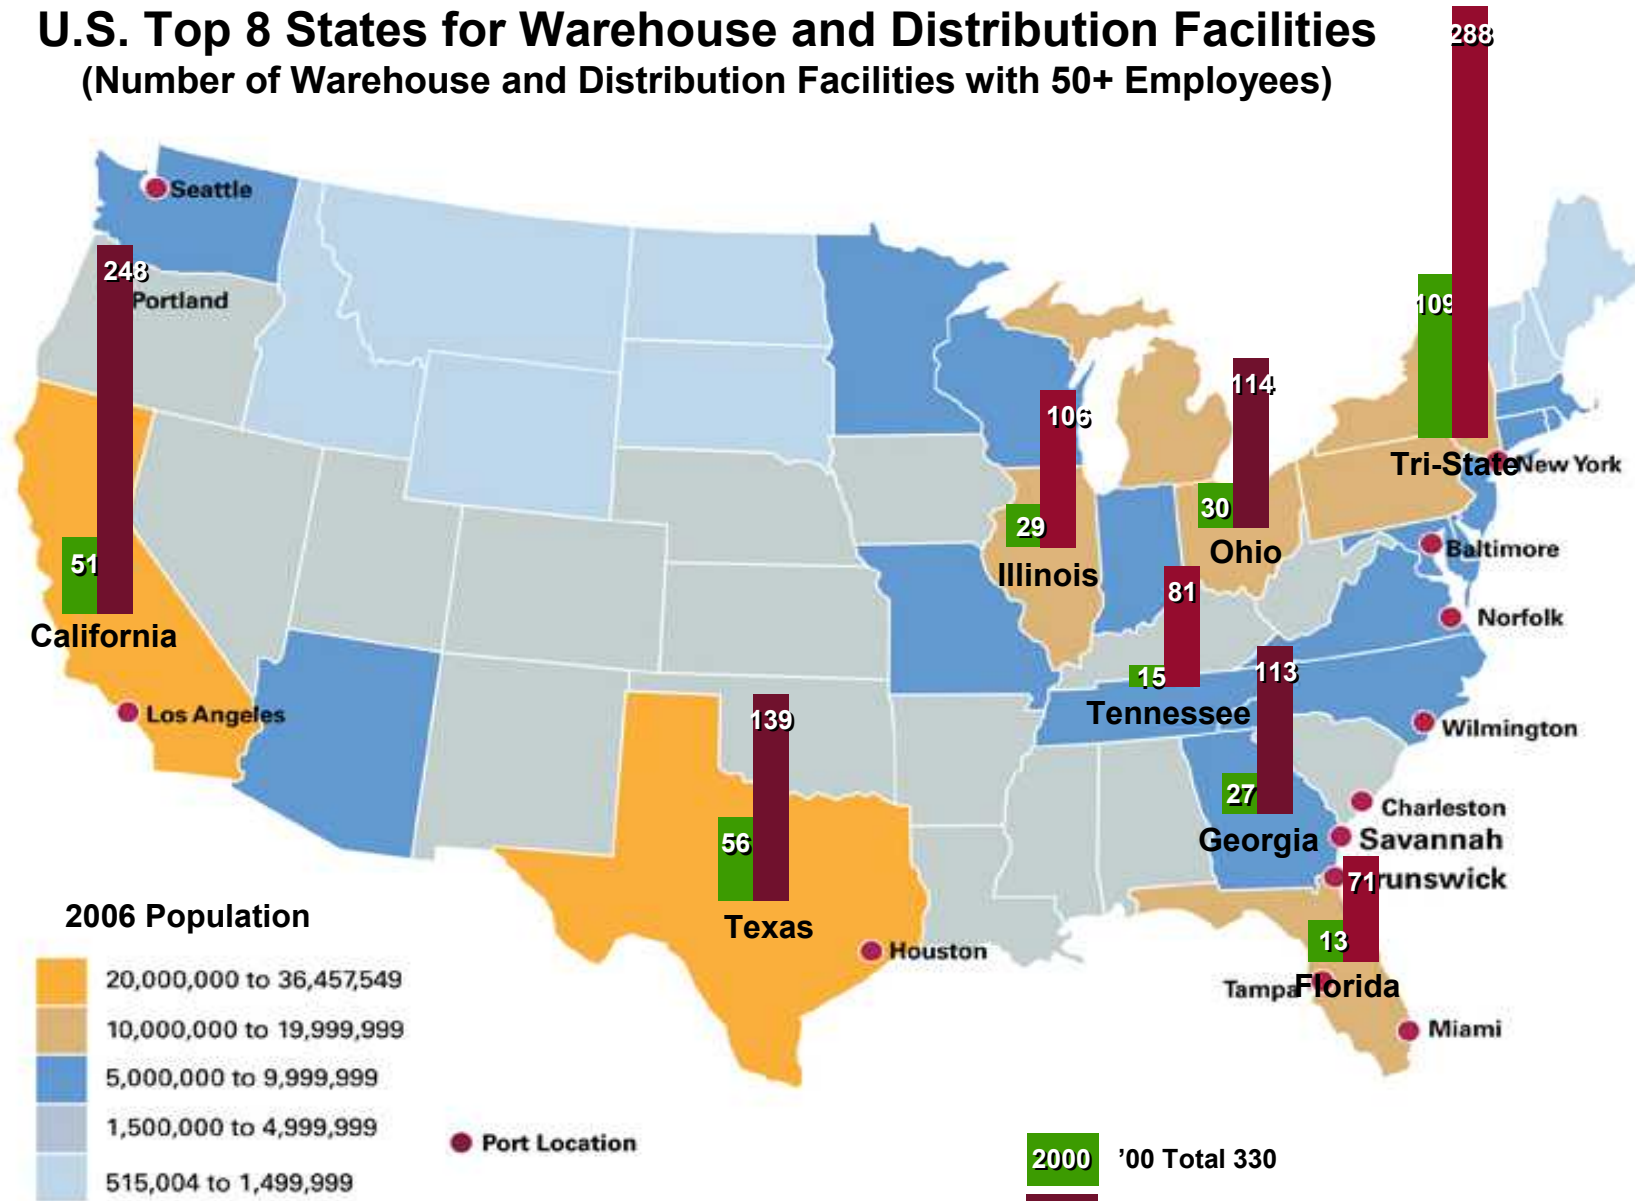 U.S. Top 8 States for Warehouse and Distribution Facilities
(Number of Warehouse and Distribution Facilities with 50+ Employees)
288
Seattle
248
Portland
109
114
106
Tri-State
New York
30
29
Ohio
Baltimore
51
Illinois
81
Norfolk
California
113
15
Tennessee
Los Angeles
139
Wilmington
27
Charleston
56
Georgia
Savannah
71
runswick
2006 Population
Texas
13
Houston
20,000,000 to 36,457,549
Tampa
Florida
10,000,000 to 19,999,999
Miami
5,000,000 to 9,999,999
1,500,000 to 4,999,999
Port Location
2000 ’00 Total 330
515,004 to 1,499,999